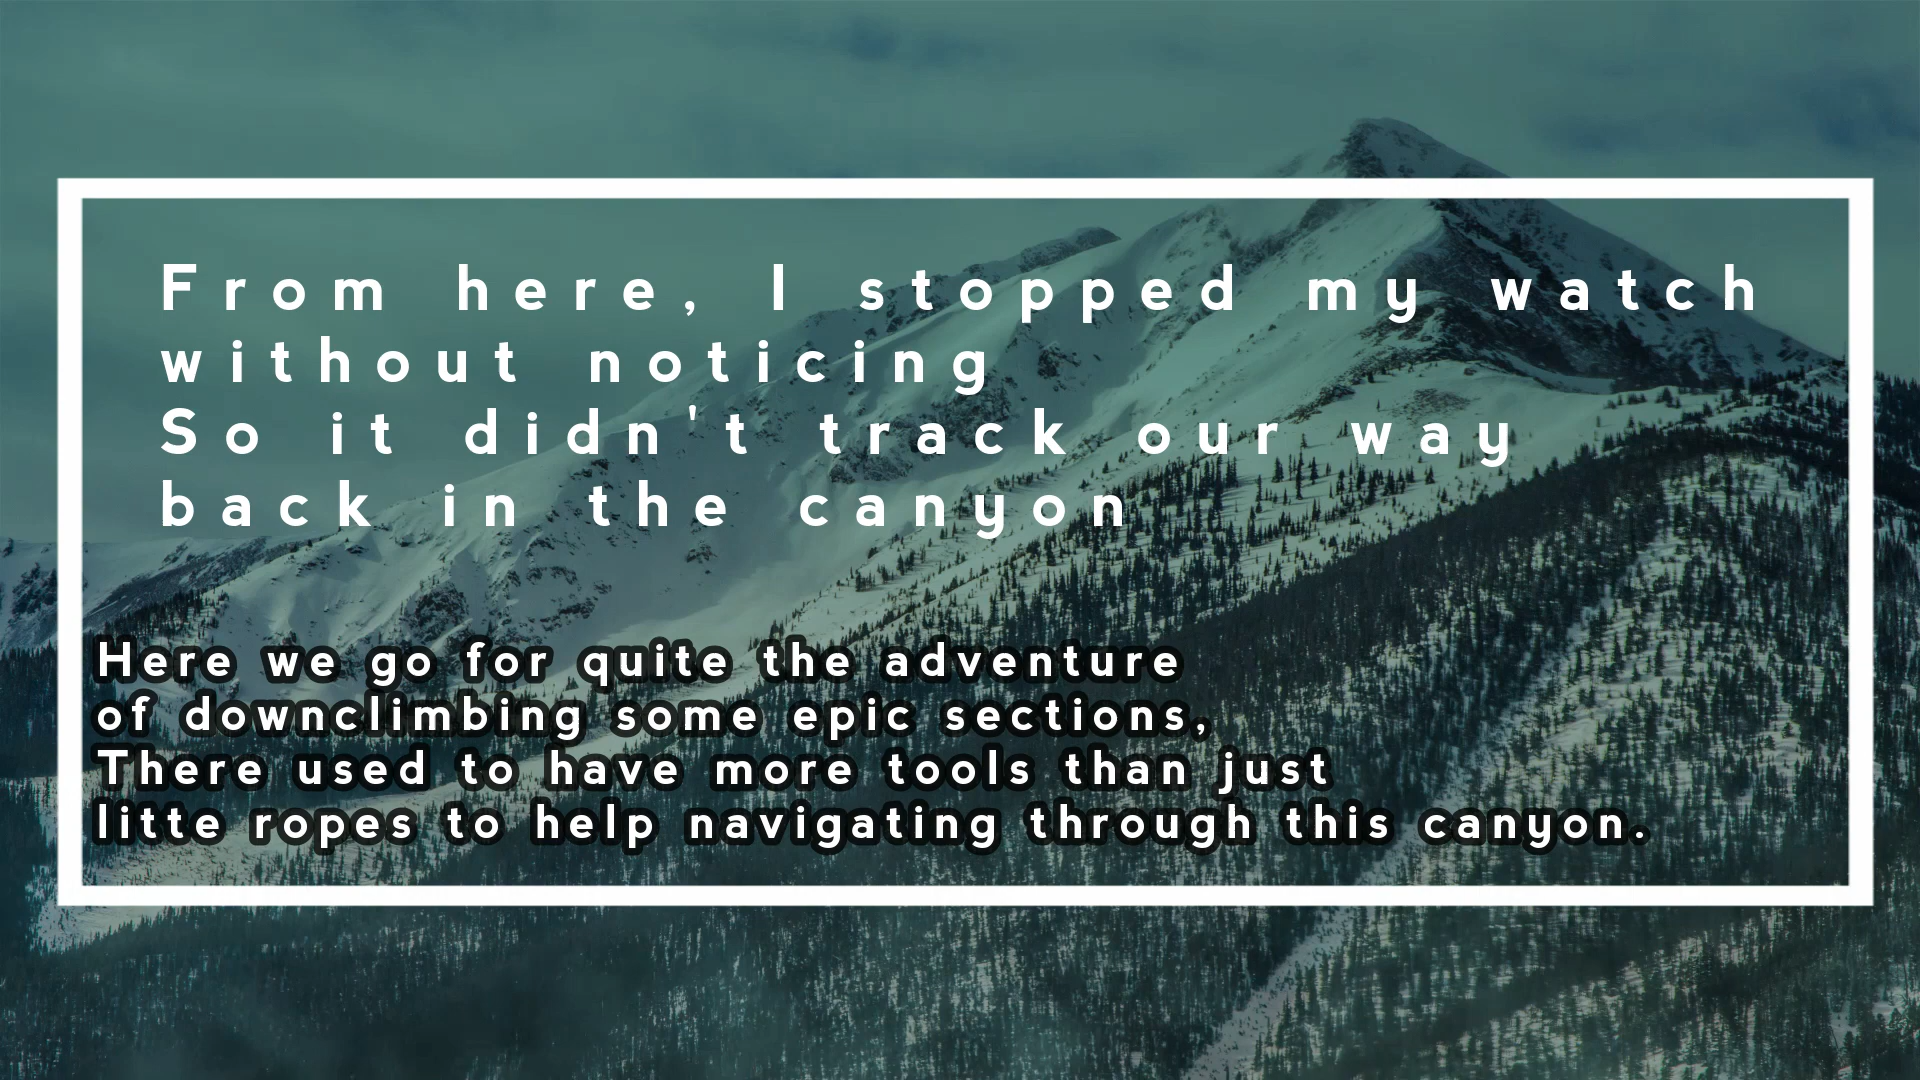 From here, I stopped my watch
without noticing
So it didn't track our way
back in the canyon
Here we go for quite the adventure
of downclimbing some epic sections,
There used to have more tools than just
litte ropes to help navigating through this canyon.